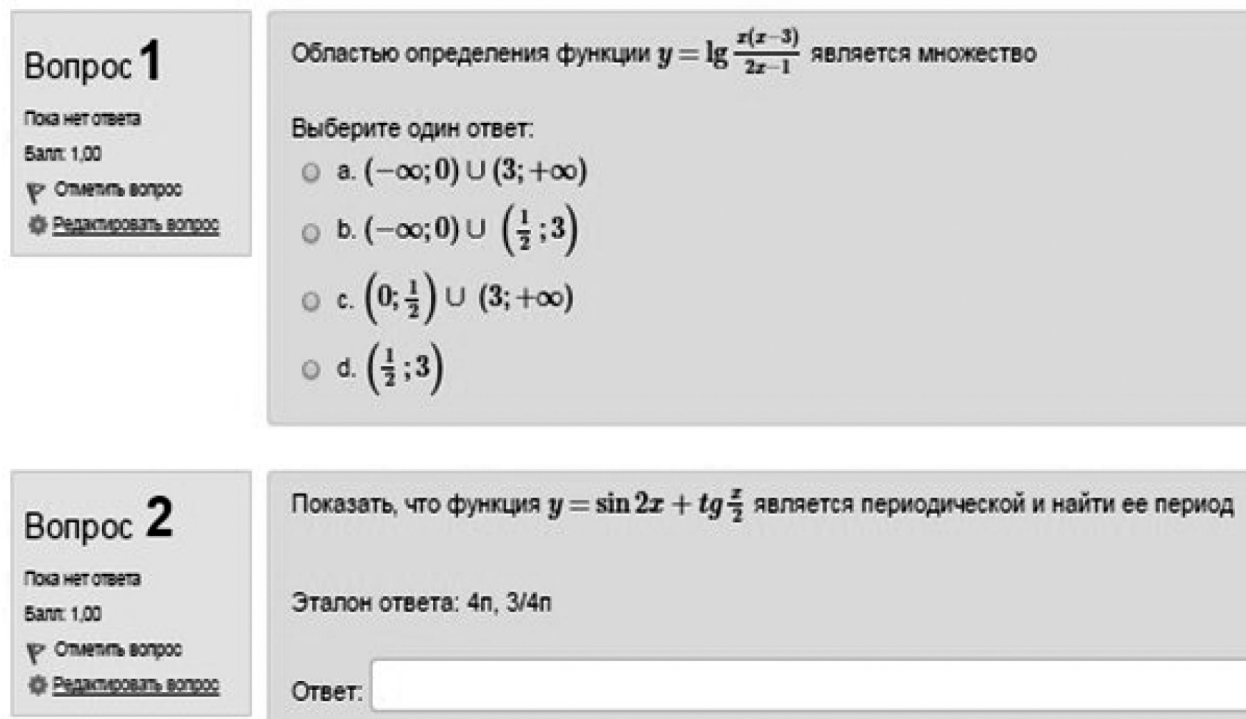 Вопрос 1
Пока нет ответа
Балл: 1,00
Отметить вопрос
Редактировать вопрос
Областью определения функции y = lg x(x−3)/2x−1 является множество
Выберите один ответ:
a. (−∞; 0) ∪ (3; +∞)
b. (−∞; 0) ∪ (1/2 ; 3)
c. (0; 1/2) ∪ (3; +∞)
d. (1/2 ; 3)
Вопрос 2
Пока нет ответа
Балл: 1,00
Отметить вопрос
Редактировать вопрос
Показать, что функция y = sin 2x + tg x/2 является периодической и найти ее период
Эталон ответа: 4п, 3/4п
Ответ: